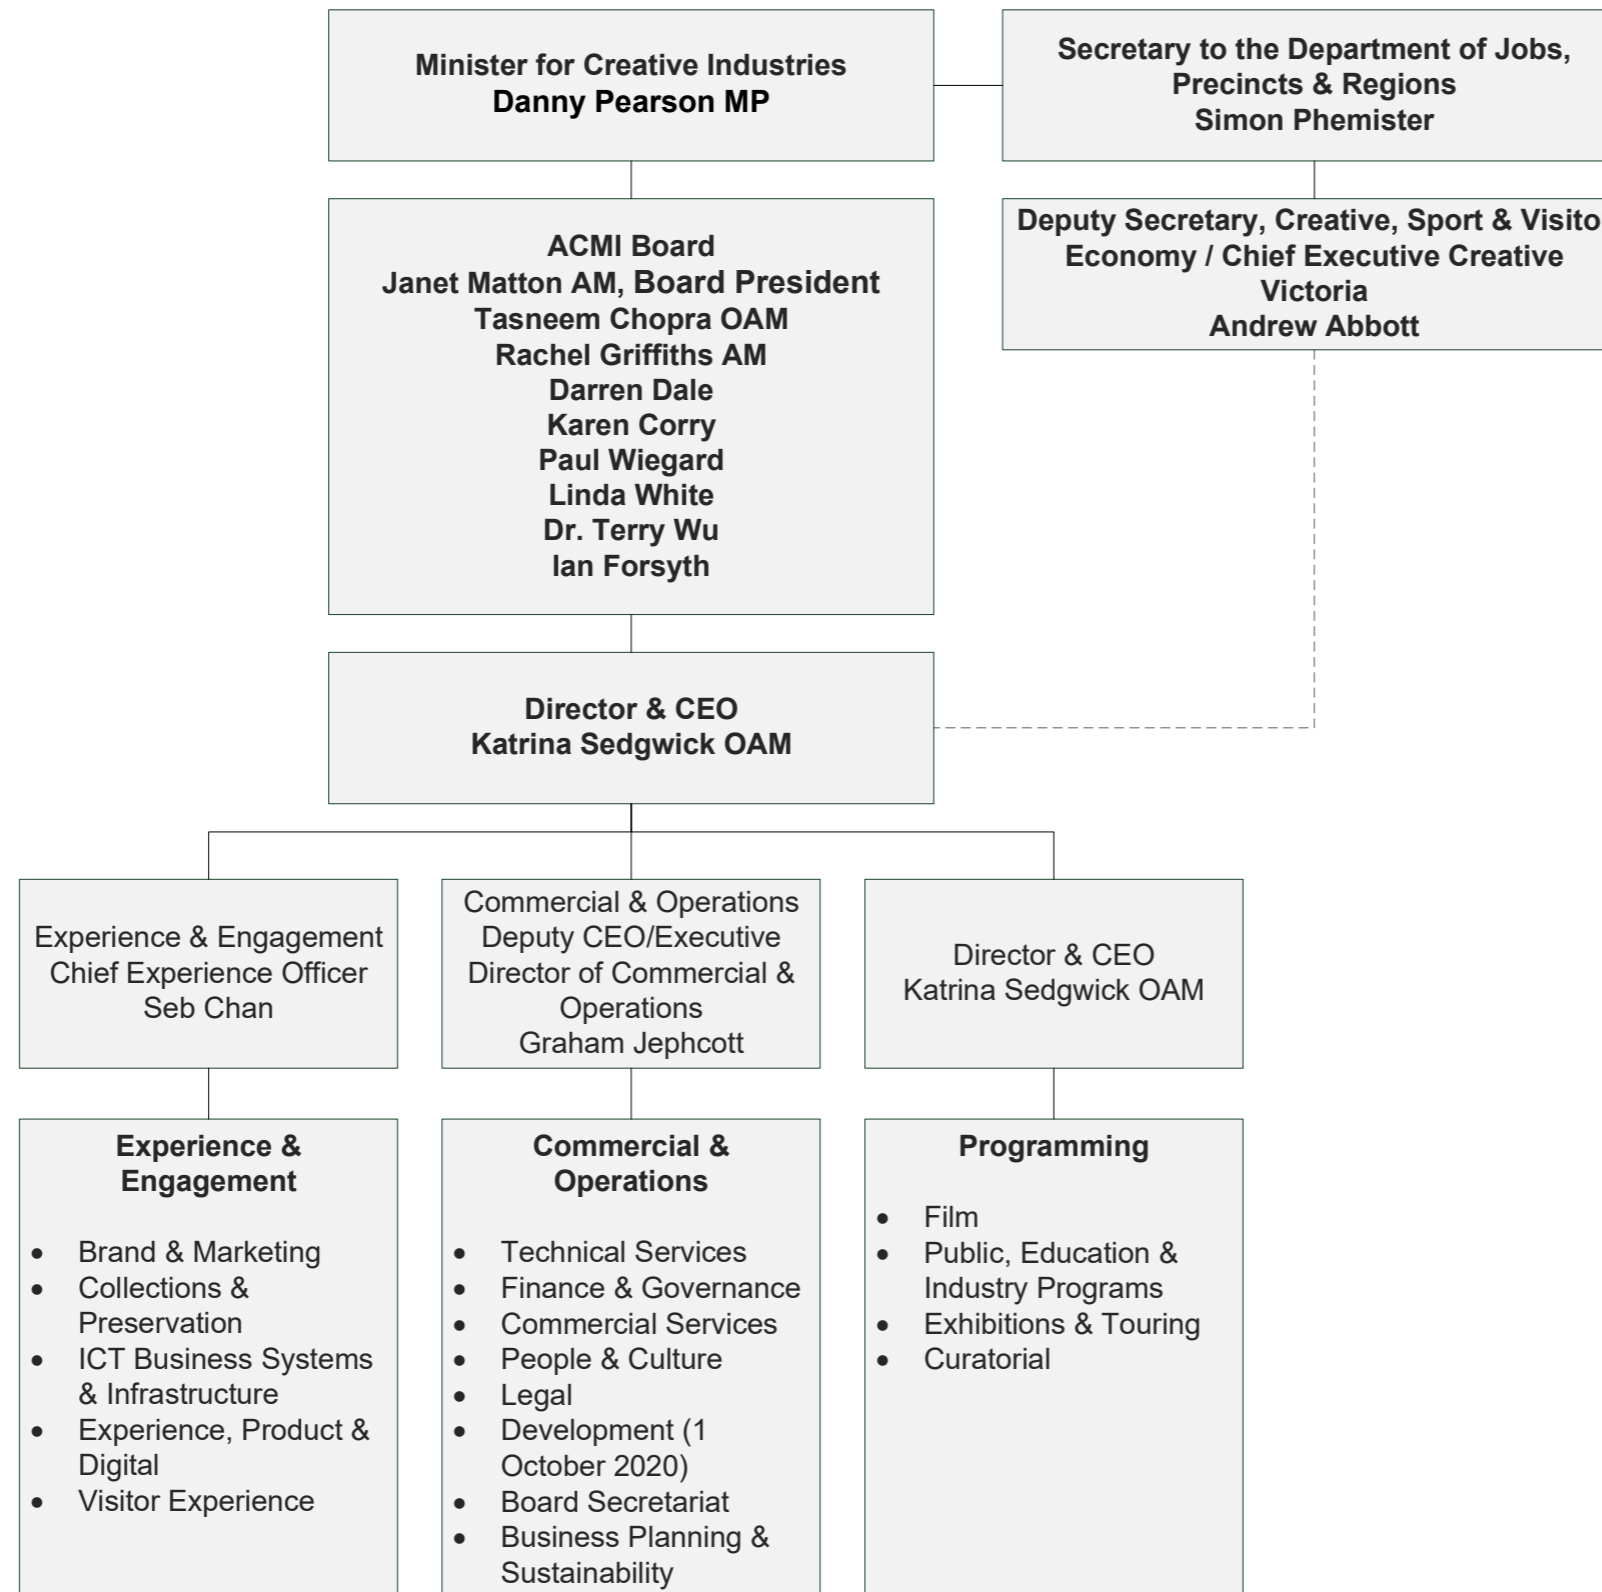 Minister for Creative Industries
Danny Pearson MP
Secretary to the Department of Jobs,
Precincts & Regions
Simon Phemister
ACMI Board
Janet Matton AM, Board President
Tasneem Chopra OAM
Rachel Griffiths AM
Darren Dale
Karen Corry
Paul Wiegard
Linda White
Dr. Terry Wu
Ian Forsyth
Deputy Secretary, Creative, Sport & Visito
Economy / Chief Executive Creative
Victoria
Andrew Abbott
Director & CEO
Katrina Sedgwick OAM
Experience & Engagement
Chief Experience Officer
Seb Chan
Commercial & Operations
Deputy CEO/Executive
Director of Commercial &
Operations
Graham Jephcott
Director & CEO
Katrina Sedgwick OAM
Experience &
Engagement
• Brand & Marketing
• Collections &
Preservation
• ICT Business Systems
& Infrastructure
• Experience, Product &
Digital
• Visitor Experience
Commercial &
Operations
• Technical Services
• Finance & Governance
• Commercial Services
• People & Culture
• Legal
• Development (1
October 2020)
• Board Secretariat
• Business Planning &
Sustainability
Programming
• Film
• Public, Education &
Industry Programs
• Exhibitions & Touring
• Curatorial